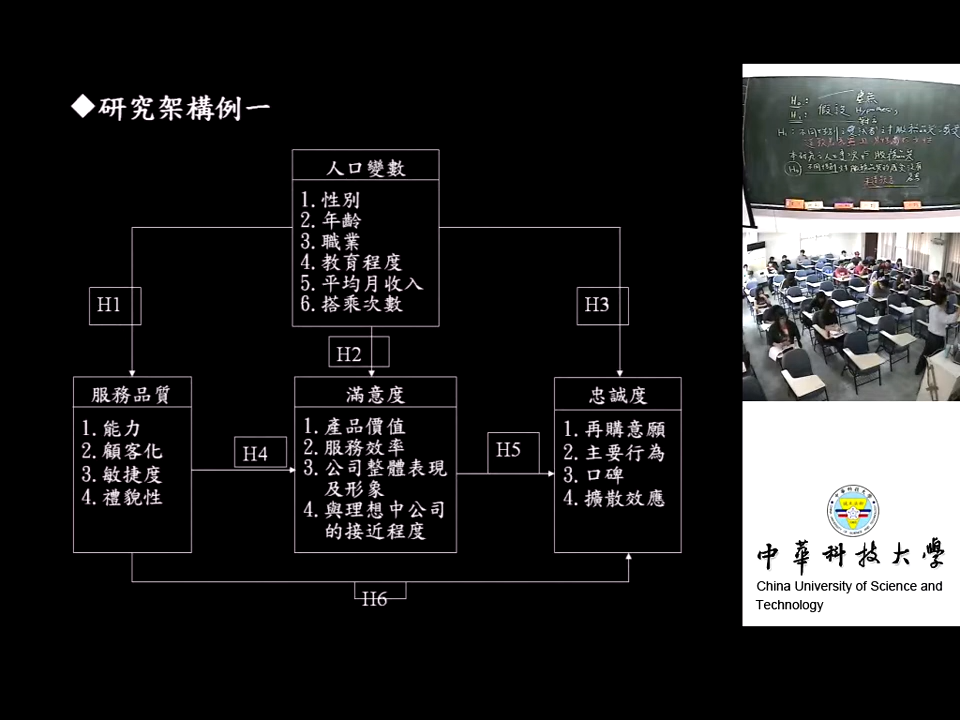 ◆研究架構例一
人口變數
1. 性別
2. 年齡
3. 職業
4. 教育程度
5. 平均月收入
6. 搭乘次數
H1
H2
H3
服務品質
1. 能力
2. 顧客化
3. 敏捷度
4. 禮貌性
H4
滿意度
1. 產品價值
2. 服務效率
3. 公司整體表現
及形象
4. 與理想中公司
的接近程度
H5
忠誠度
1. 再購意願
2. 主要行為
3. 口碑
4. 擴散效應
H6
H₀:
H₁: 假設 Hypothesis
中華科技大學
China University of Science and
Technology